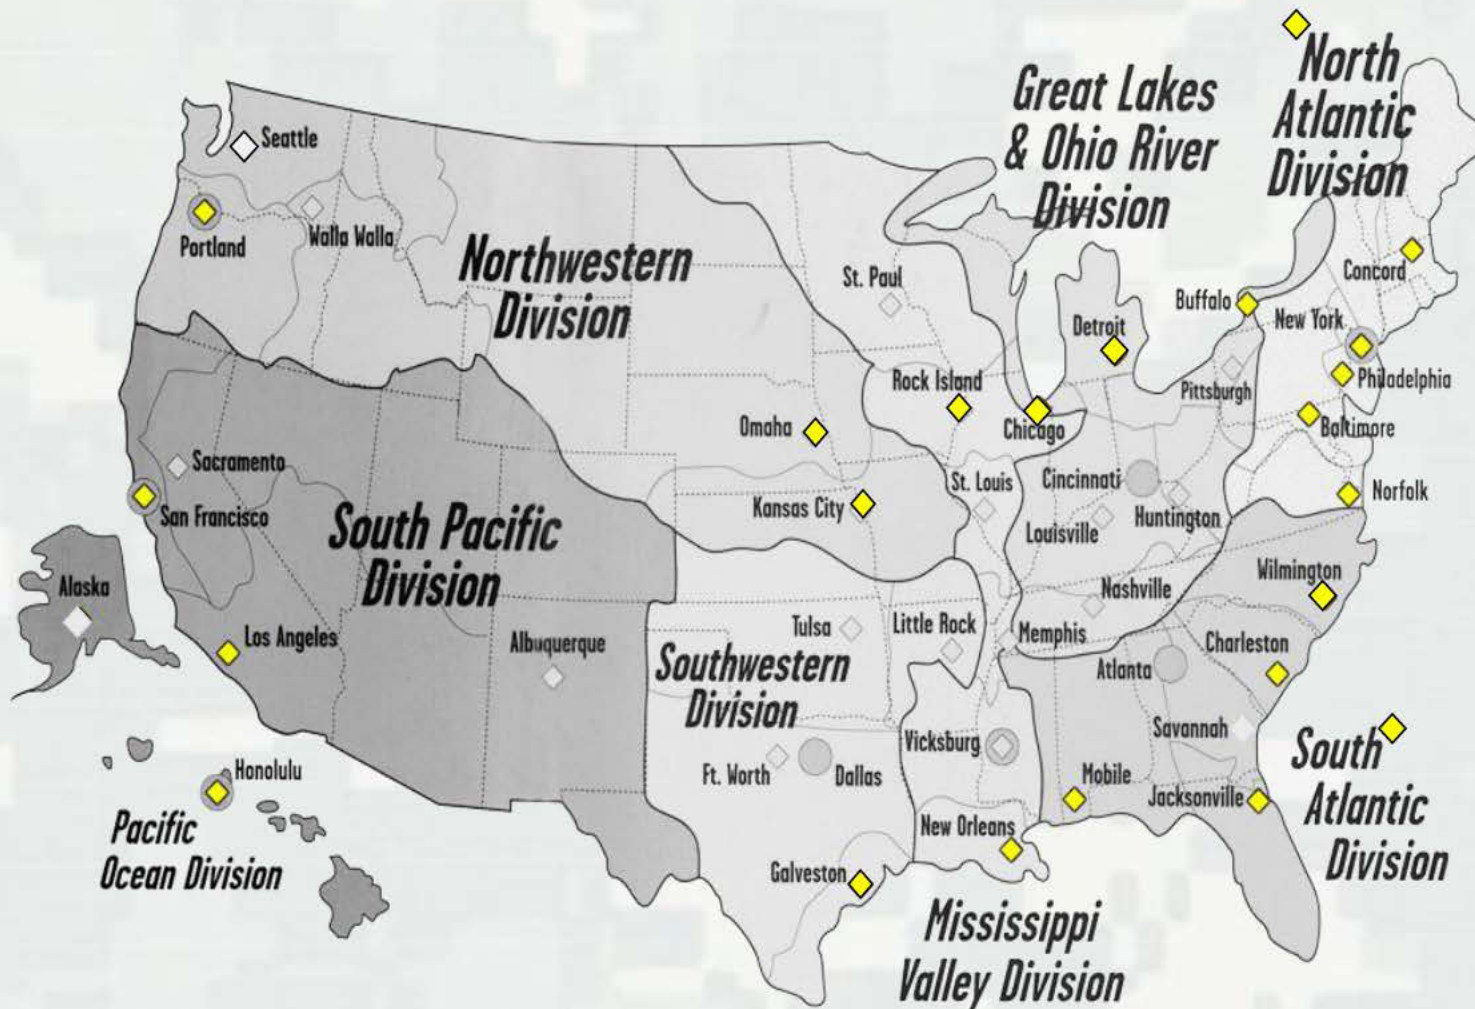 North
Atlantic
Division
Great Lakes
& Ohio River
Division
Seattle
Portland
Walla Walla
Northwestern
Division
St. Paul
Concord
Buffalo
New York
Detroit
Rock Island
Pittsburgh
Philadelphia
Omaha
Chicago
Baltimore
Sacramento
St. Louis
Cincinnati
Kansas City
Norfolk
San Francisco
Louisville
Huntington
South Pacific
Division
Wilmington
Alaska
Nashville
Tulsa
Little Rock
Memphis
Los Angeles
Albuquerque
Charleston
Atlanta
Southwestern
Division
Savannah
Vicksburg
South
Atlantic
Division
Honolulu
Ft. Worth
Dallas
Mobile
Jacksonville
Pacific
Ocean Division
New Orleans
Galveston
Mississippi
Valley Division